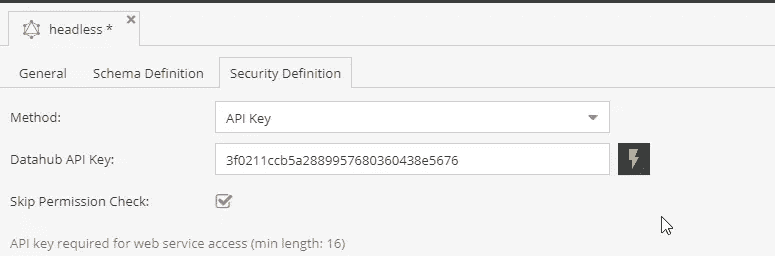 headless *
General Schema Definition Security Definition
Method: API Key
Datahub API Key: 3f0211ccb5a2889957680360438e5676
Skip Permission Check:
API key required for web service access (min length: 16)